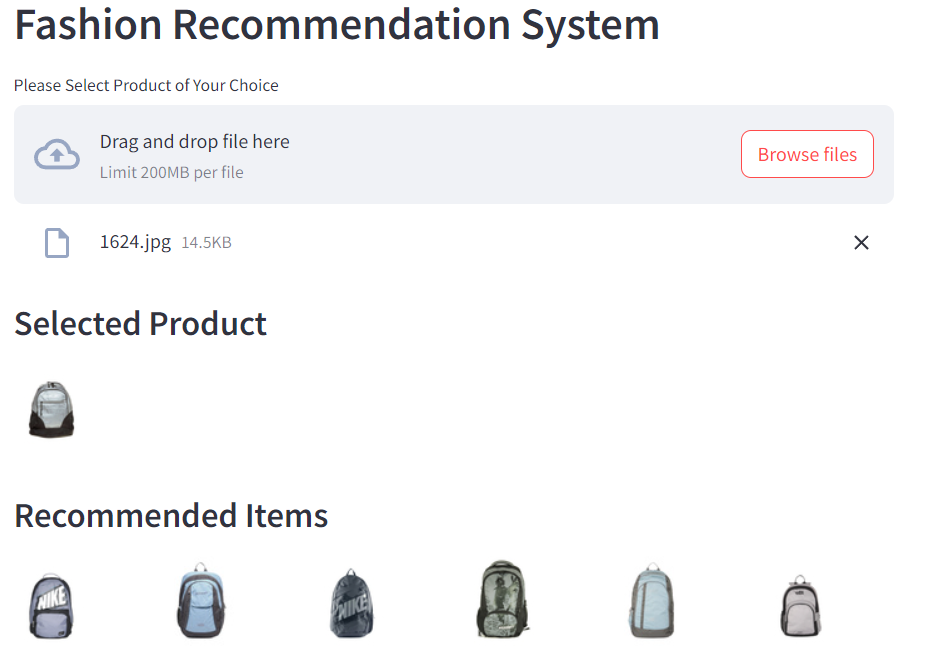 Fashion Recommendation System
Please Select Product of Your Choice
Drag and drop file here
Limit 200MB per file
Browse files
1624.jpg 14.5KB
Selected Product
Recommended Items
NIKE
NIKE